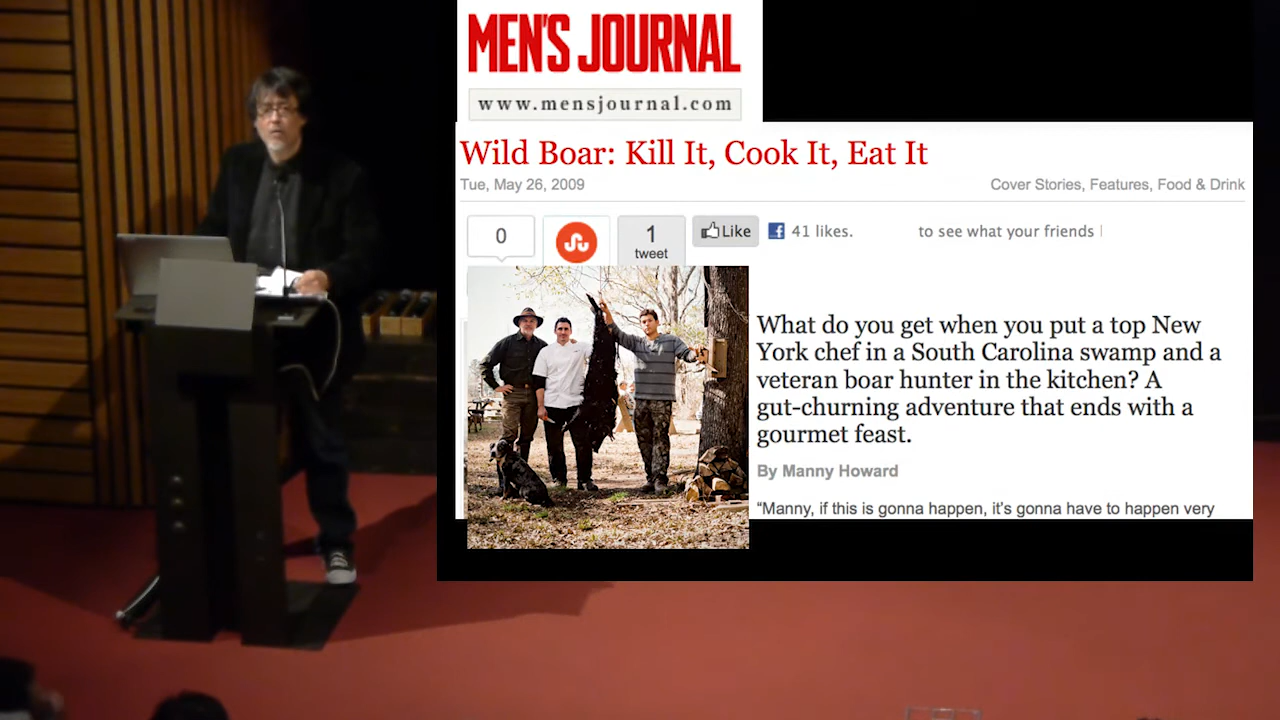 MEN'S JOURNAL
www.mensjournal.com
Wild Boar: Kill It, Cook It, Eat It
Tue, May 26, 2009
Cover Stories, Features, Food & Drink
0
1
tweet
Like
f
41 likes.
to see what your friends
What do you get when you put a top New
York chef in a South Carolina swamp and a
veteran boar hunter in the kitchen? A
gut-churning adventure that ends with a
gourmet feast.
By Manny Howard
“Manny, if this is gonna happen, it's gonna have to happen very